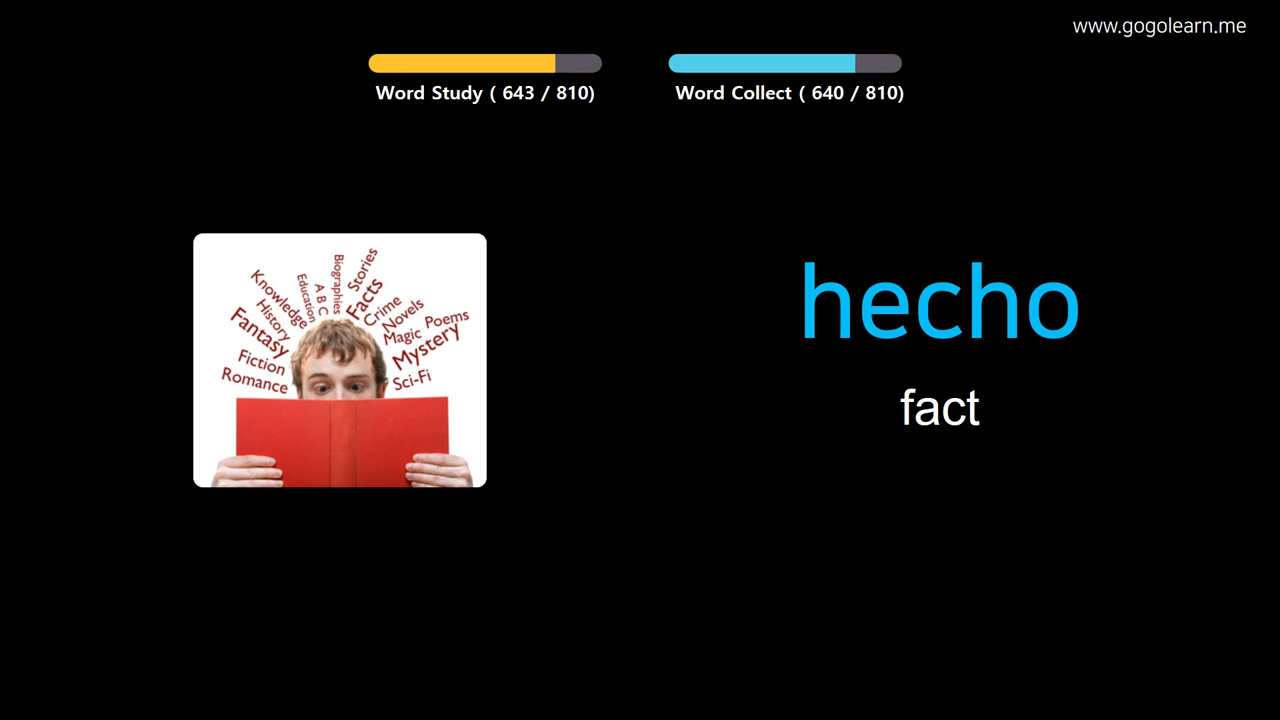 www.gogolearn.me
Word Study ( 643 / 810)
Word Collect ( 640 / 810)
hecho
fact
Knowledge
History
Fantasy
Fiction
Romance
Education
A B C
Biographies
Stories
Facts
Crime
Novels
Magic
Poems
Mystery
Sci-Fi